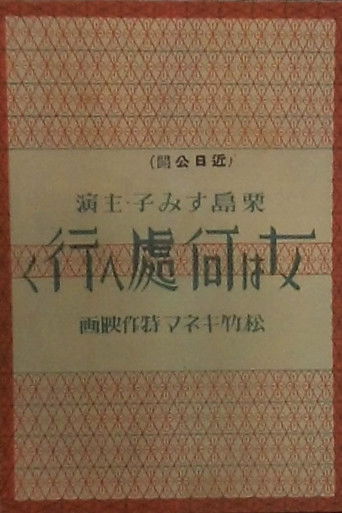 (近日公開)
栗島すみ子・主演
女は何處へ行く
松竹キネマ特作映画